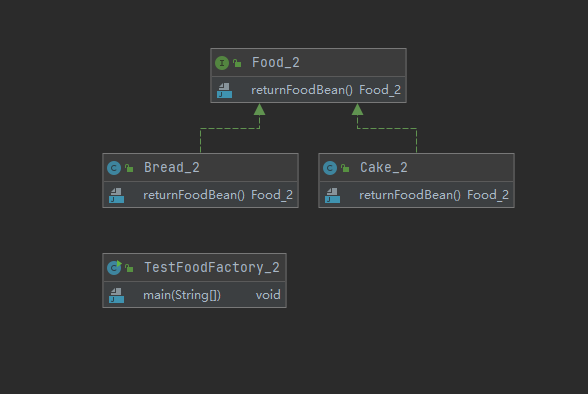 Food_2
returnFoodBean() Food_2
Bread_2
returnFoodBean() Food_2
Cake_2
returnFoodBean() Food_2
TestFoodFactory_2
main(String[]) void